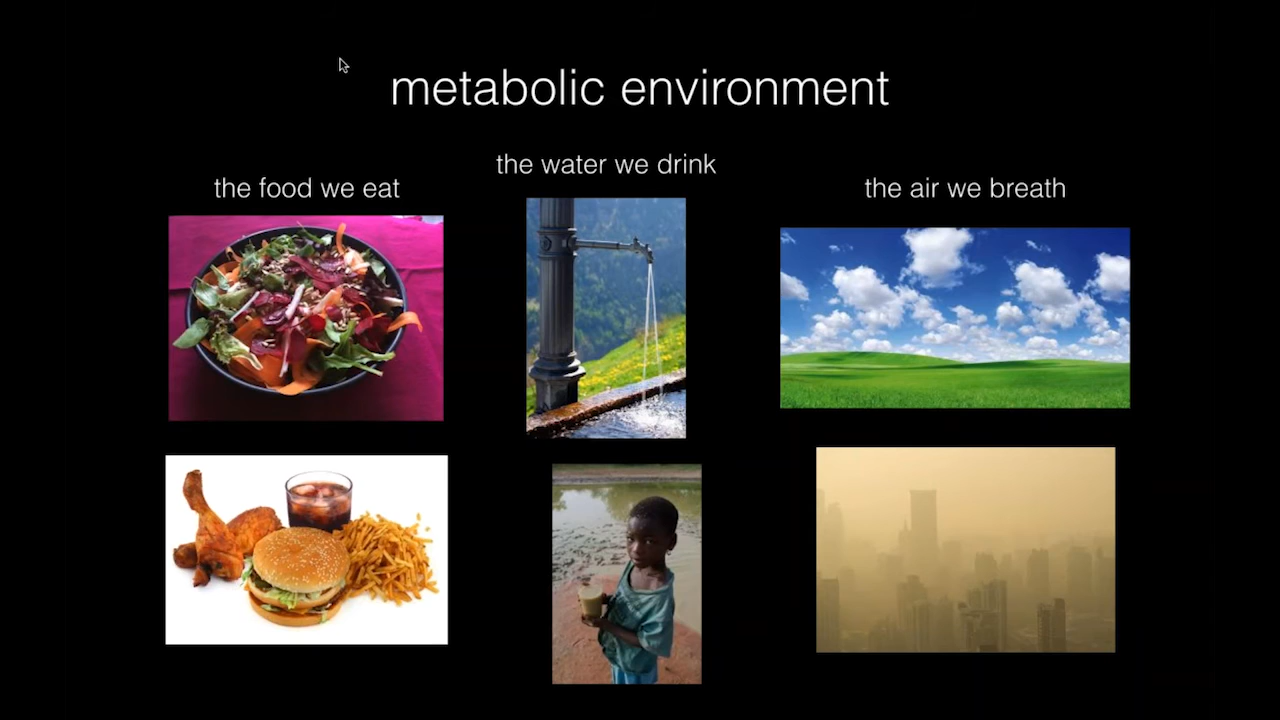 metabolic environment
the food we eat
the water we drink
the air we breath